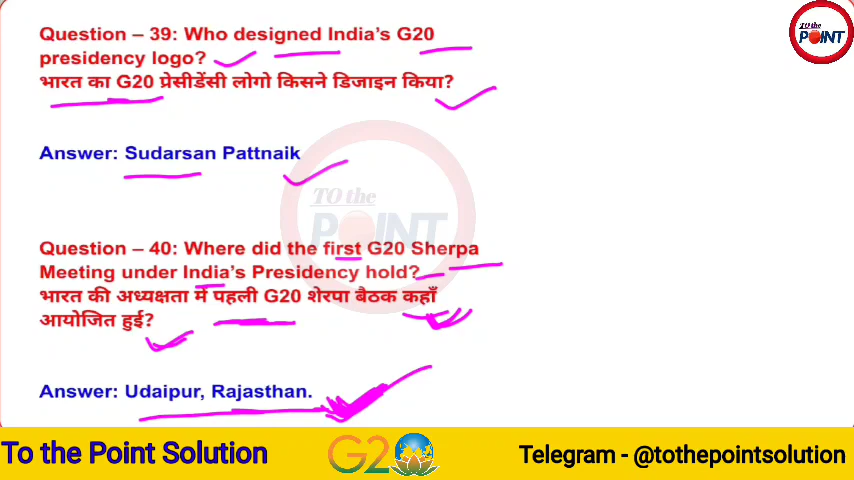 TO the
POINT
Question – 39: Who designed India's G20
presidency logo?
भारत का G20 प्रेसीडेंसी लोगो किसने डिजाइन किया?
Answer: Sudarsan Pattnaik
TO the
POINT
Question – 40: Where did the first G20 Sherpa
Meeting under India's Presidency hold?
भारत की अध्यक्षता में पहली G20 शेरपा बैठक कहाँ
आयोजित हुई?
Answer: Udaipur, Rajasthan.
To the Point Solution
G20
Telegram - @tothepointsolution